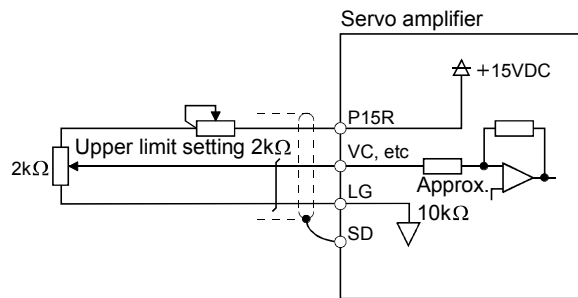 Servo amplifier
+15VDC
P15R
Upper limit setting 2kΩ
2kΩ
VC, etc
Approx.
10kΩ
LG
SD